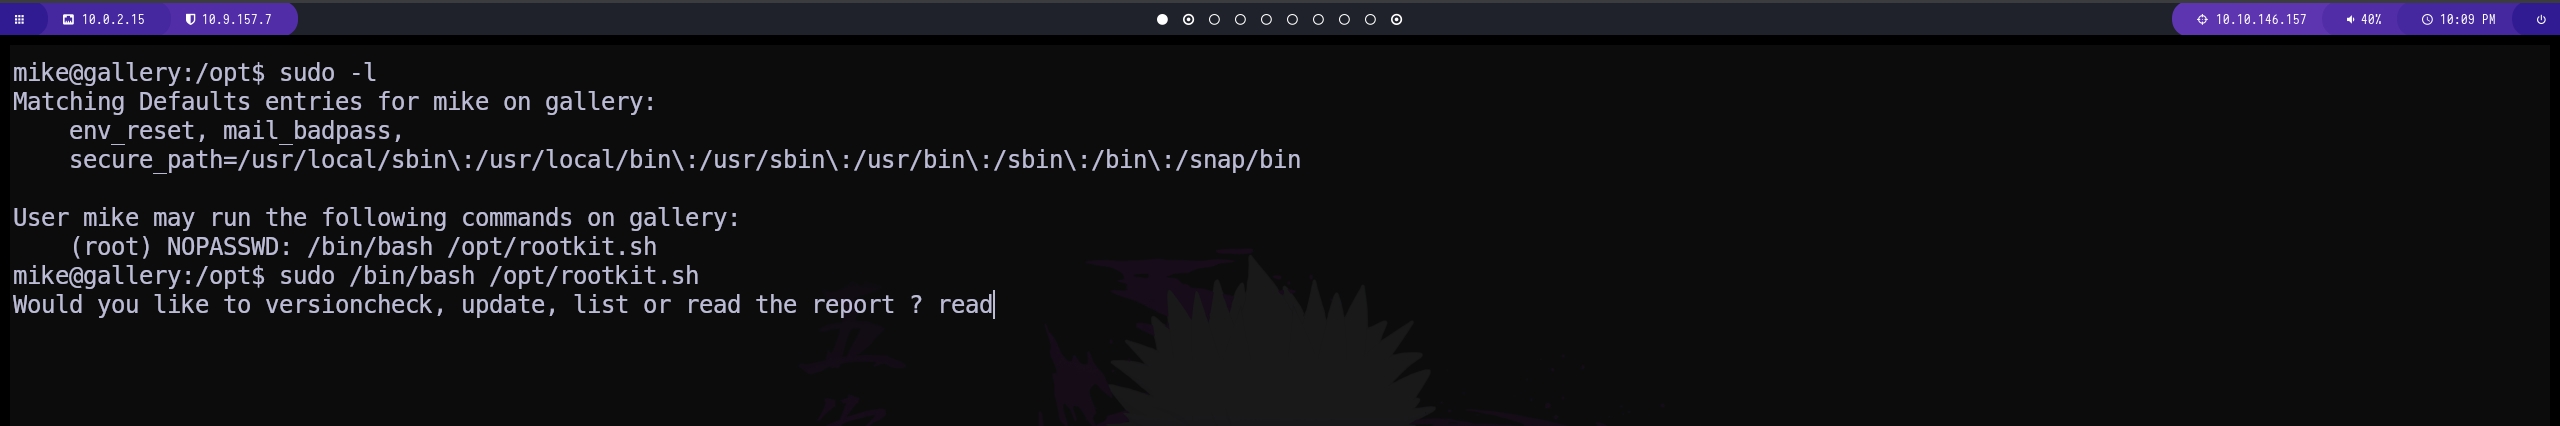 10.0.2.15 10.9.157.7 10.10.146.157 40% 10:09 PM
mike@gallery:/opt$ sudo -l
Matching Defaults entries for mike on gallery:
    env_reset, mail_badpass,
    secure_path=/usr/local/sbin\:/usr/local/bin\:/usr/sbin\:/usr/bin\:/sbin\:/bin\:/snap/bin

User mike may run the following commands on gallery:
    (root) NOPASSWD: /bin/bash /opt/rootkit.sh
mike@gallery:/opt$ sudo /bin/bash /opt/rootkit.sh
Would you like to versioncheck, update, list or read the report ? read